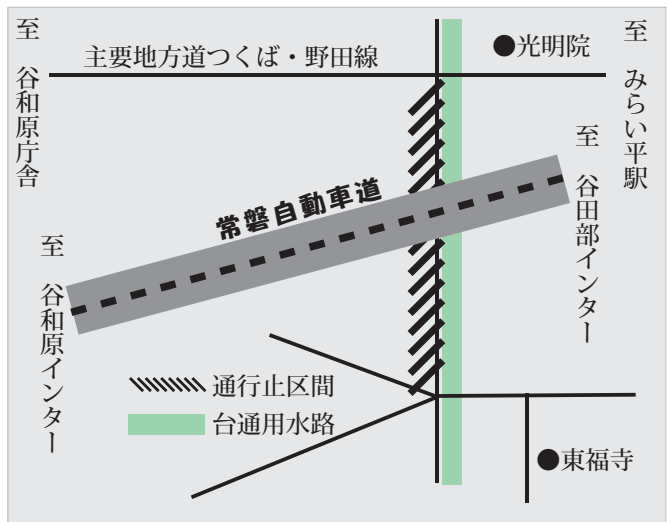 至 谷和原庁舎
主要地方道つくば・野田線
●光明院
至 みらい平駅
至 谷田部インター
常磐自動車道
至 谷和原インター
通行止区間
台通用水路
●東福寺